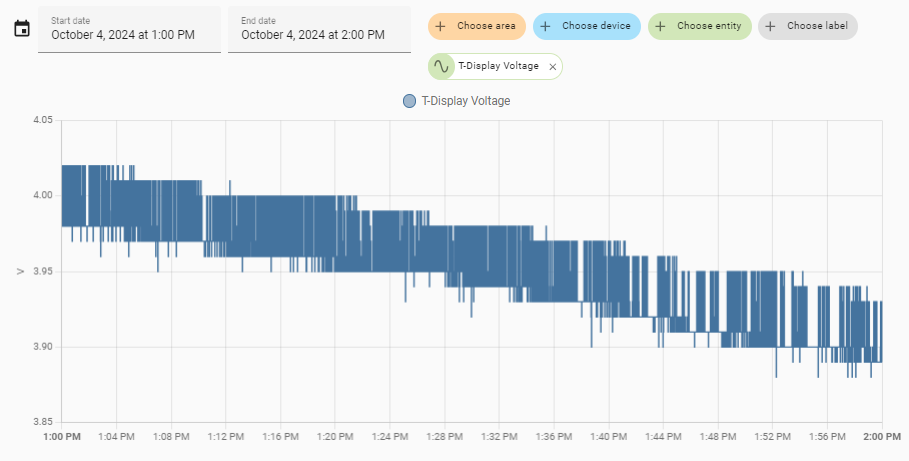 Start date
October 4, 2024 at 1:00 PM
End date
October 4, 2024 at 2:00 PM
Choose area
Choose device
Choose entity
Choose label
T-Display Voltage
T-Display Voltage
4.05
4.00
3.95
3.90
3.85
V
1:00 PM
1:04 PM
1:08 PM
1:12 PM
1:16 PM
1:20 PM
1:24 PM
1:28 PM
1:32 PM
1:36 PM
1:40 PM
1:44 PM
1:48 PM
1:52 PM
1:56 PM
2:00 PM